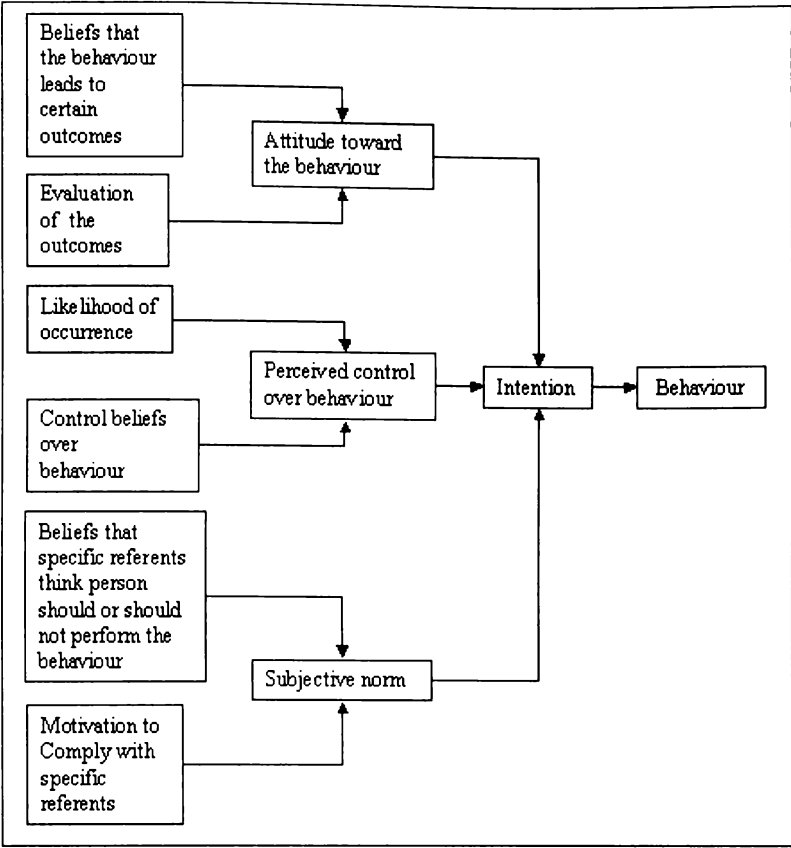 Beliefs that
the behaviour
leads to
certain
outcomes
Attitude toward
the behaviour
Evaluation
of the
outcomes
Likelihood of
occurrence
Perceived control
over behaviour
Intention
Behaviour
Control beliefs
over
behaviour
Beliefs that
specific referents
think person
should or should
not perform the
behaviour
Subjective norm
Motivation to
Comply with
specific
referents